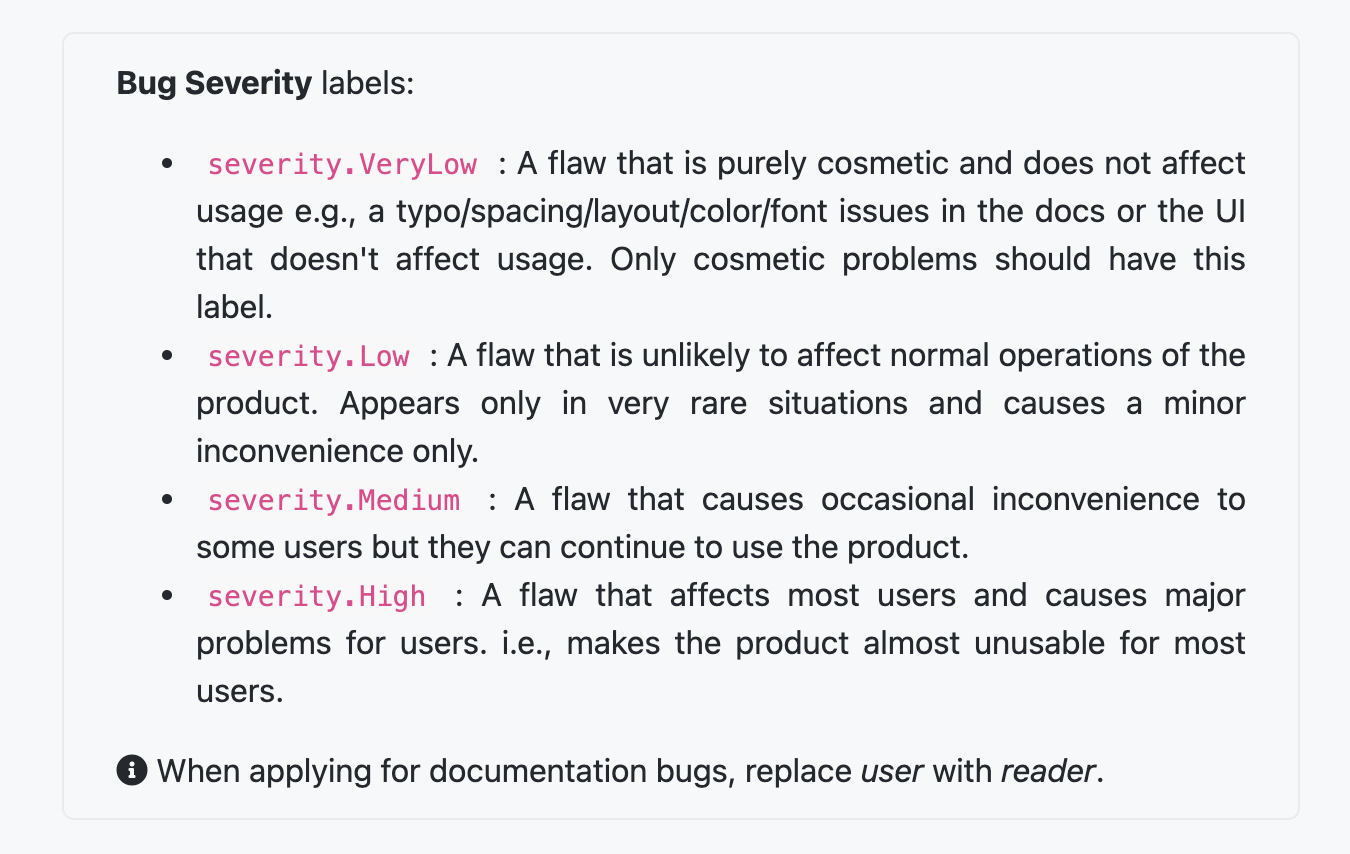 Bug Severity labels:
• severity.VeryLow : A flaw that is purely cosmetic and does not affect
usage e.g., a typo/spacing/layout/color/font issues in the docs or the UI
that doesn't affect usage. Only cosmetic problems should have this
label.
• severity.Low : A flaw that is unlikely to affect normal operations of the
product. Appears only in very rare situations and causes a minor
inconvenience only.
• severity.Medium : A flaw that causes occasional inconvenience to
some users but they can continue to use the product.
• severity.High : A flaw that affects most users and causes major
problems for users. i.e., makes the product almost unusable for most
users.
When applying for documentation bugs, replace user with reader.